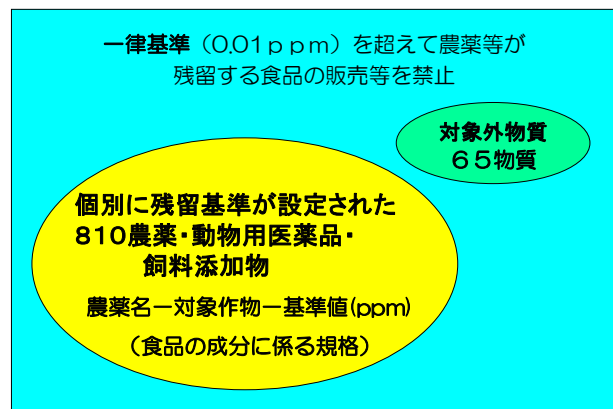 一律基準（0.01ｐｐｍ）を超えて農薬等が
残留する食品の販売等を禁止
対象外物質
６５物質
個別に残留基準が設定された
810農薬・動物用医薬品・
飼料添加物
農薬名ー対象作物ー基準値(ppm)
（食品の成分に係る規格）